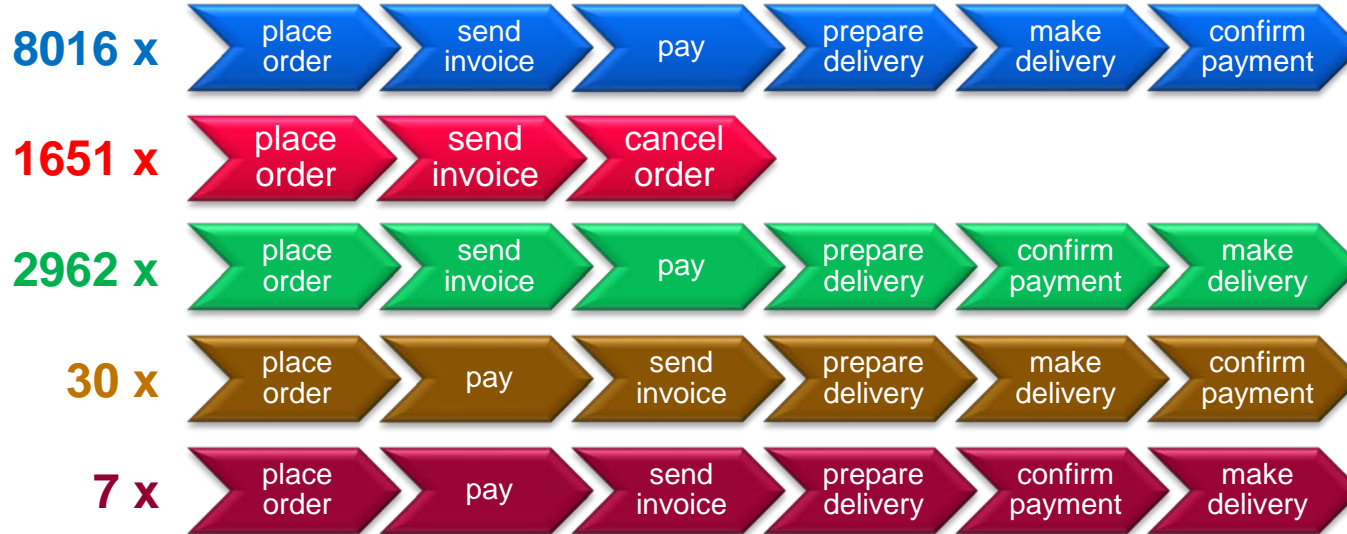 8016 x place order send invoice pay prepare delivery make delivery confirm payment
1651 x place order send invoice cancel order
2962 x place order send invoice pay prepare delivery confirm payment make delivery
30 x place order pay send invoice prepare delivery make delivery confirm payment
7 x place order pay send invoice prepare delivery confirm payment make delivery